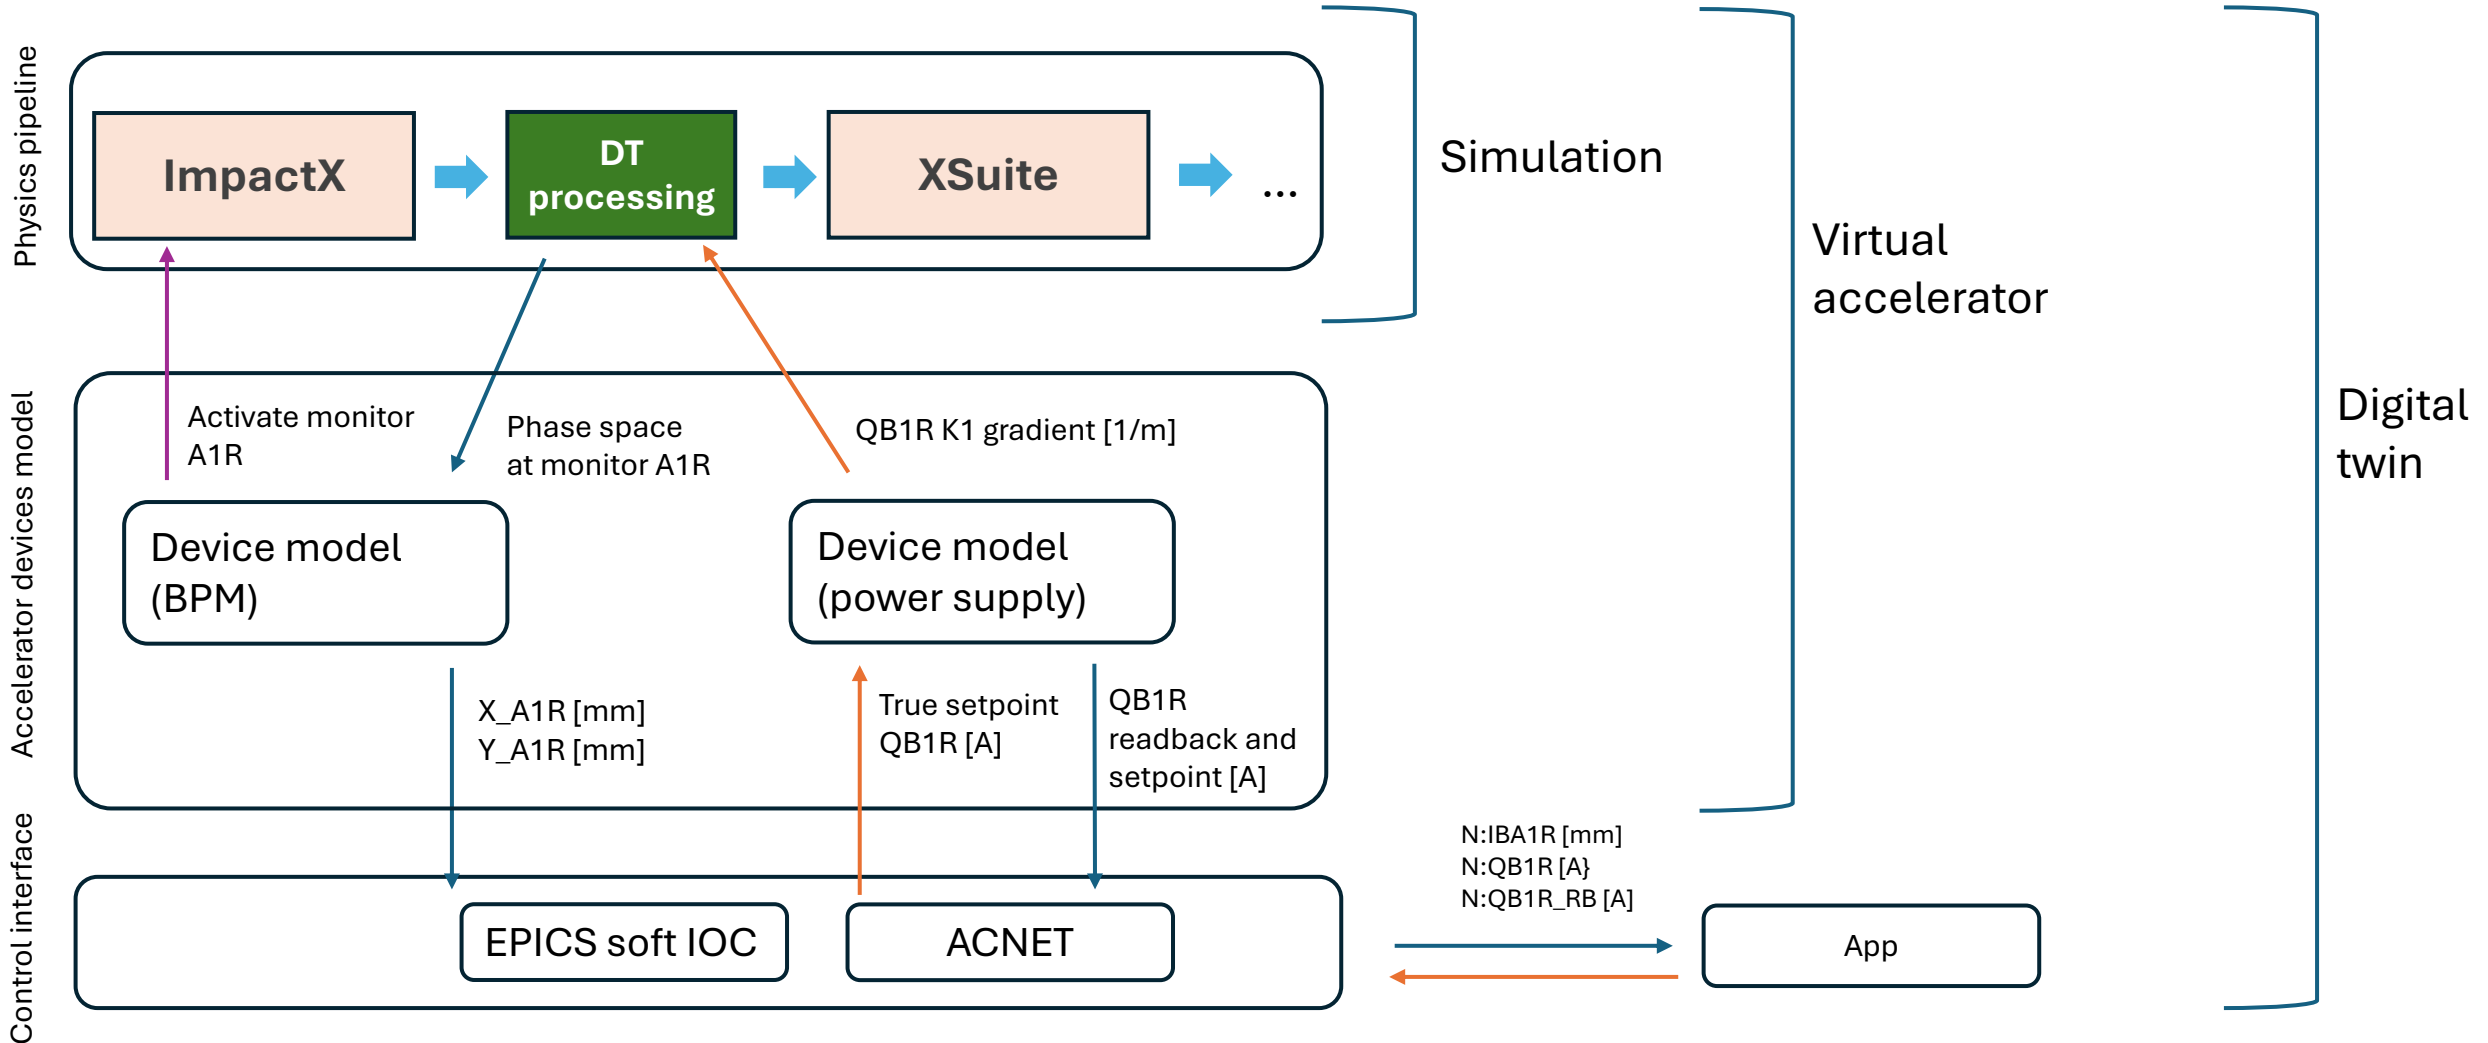 Physics pipeline
ImpactX
DT
processing
XSuite
...
Simulation
Virtual
accelerator
Digital
twin
Accelerator devices model
Activate monitor
A1R
Phase space
at monitor A1R
QB1R K1 gradient [1/m]
Device model
(BPM)
Device model
(power supply)
X_A1R [mm]
Y_A1R [mm]
True setpoint
QB1R [A]
QB1R
readback and
setpoint [A]
Control interface
EPICS soft IOC
ACNET
N:IBA1R [mm]
N:QB1R [A}
N:QB1R_RB [A]
App